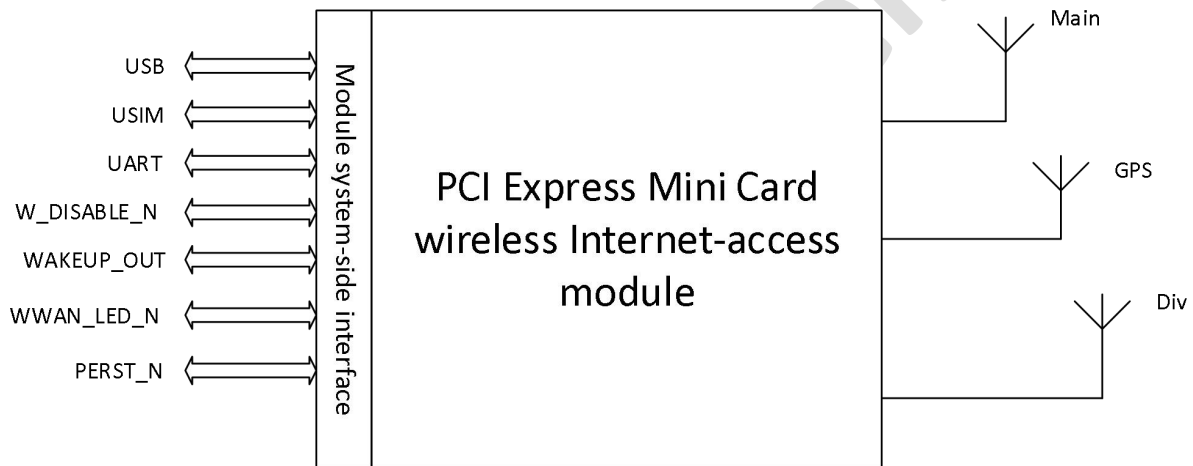 USB
USIM
UART
W_DISABLE_N
WAKEUP_OUT
WWAN_LED_N
PERST_N
Module system-side interface
PCI Express Mini Card
wireless Internet-access
module
Main
GPS
Div